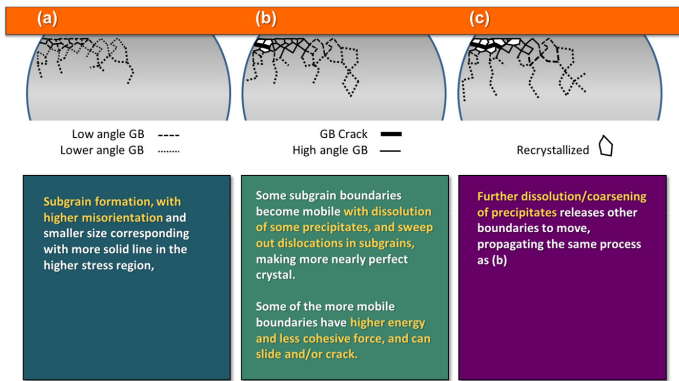 (a)
(b)
(c)
Low angle GB
Lower angle GB
GB Crack
High angle GB
Recrystallized
Subgrain formation, with
higher misorientation and
smaller size corresponding
with more solid line in the
higher stress region,
Some subgrain boundaries
become mobile with dissolution
of some precipitates, and sweep
out dislocations in subgrains,
making more nearly perfect
crystal.
Some of the more mobile
boundaries have higher energy
and less cohesive force, and can
slide and/or crack.
Further dissolution/coarsening
of precipitates releases other
boundaries to move,
propagating the same process
as (b)